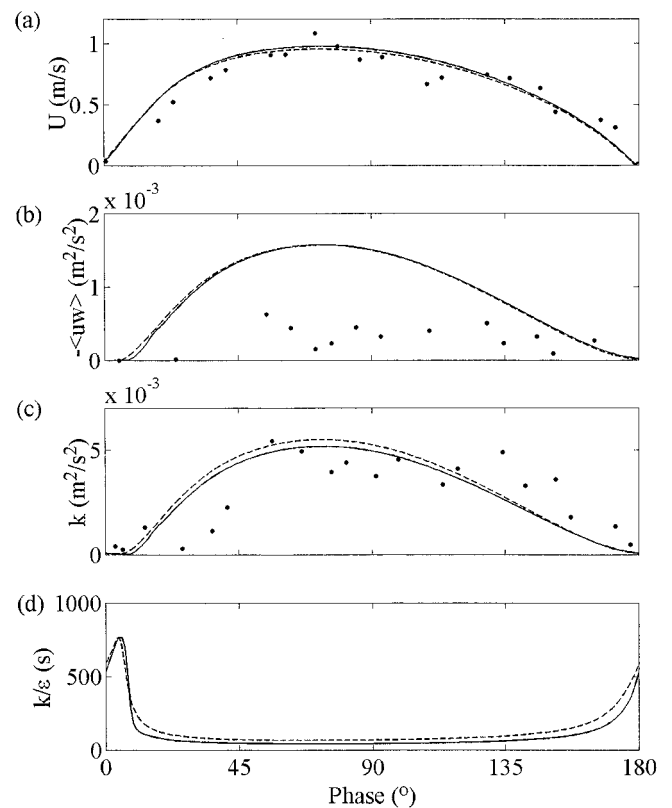 (a)
1
0.5
0
U (m/s)
x 10⁻³
(b)
2
1
0
-<uw> (m²/s²)
x 10⁻³
(c)
5
0
k (m²/s²)
(d)
1000
500
0
k/ε (s)
0 45 90 135 180
Phase (°)